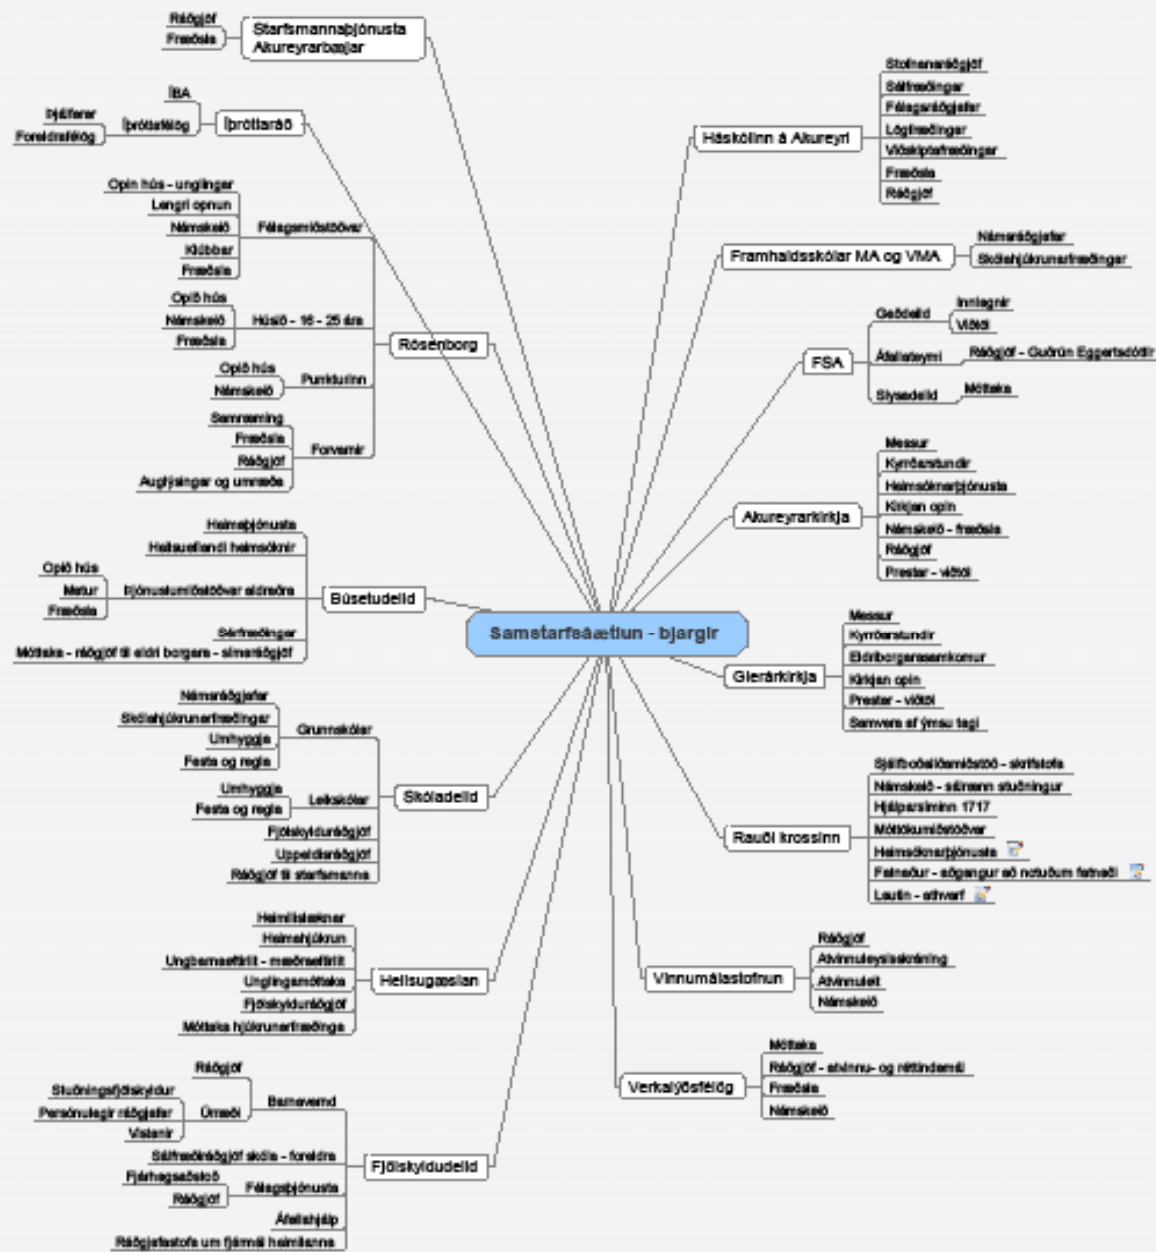 Ráðgjöf
Fræðsla
Starfsmannaþjónusta
Akureyrarbæjar
ÍBA
Þjálfarar
Foreldrafélög
Íþróttafélög
Íþróttaráð
Opin hús - unglingar
Lengri opnun
Námskeið
Klúbbar
Fræðsla
Félagsmiðstöðvar
Opið hús
Námskeið
Fræðsla
Húsið - 16 - 25 ára
Opið hús
Námskeið
Punkturinn
Samræming
Fræðsla
Ráðgjöf
Auglýsingar og umræða
Forvarnir
Rósenborg
Heimaþjónusta
Heilsueflandi heimsóknir
Opið hús
Matur
Fræðsla
Þjónustumiðstöðvar aldraðra
Sérfræðingar
Móttaka - ráðgjöf til eldri borgara - símaráðgjöf
Búsetudeild
Námsráðgjafar
Skólahjúkrunarfræðingar
Umhyggja
Festa og regla
Grunnskólar
Umhyggja
Festa og regla
Leikskólar
Fjölskylduráðgjöf
Uppeldisráðgjöf
Ráðgjöf til starfsmanna
Skóladeild
Heimilislæknar
Heimahjúkrun
Ungbarnaeftirlit - mæðraeftirlit
Unglingamóttaka
Fjölskylduráðgjöf
Móttaka hjúkrunarfræðinga
Heilsugæslan
Ráðgjöf
Stuðningsfjölskyldur
Persónulegir ráðgjafar
Vistanir
Úrræði
Barnavernd
Sálfræðiráðgjöf skóla - foreldra
Fjárhagsaðstoð
Ráðgjöf
Félagsþjónusta
Áfallahjálp
Ráðgjafastofa um fjármál heimilanna
Fjölskyldudeild
Samstarfsáætlun - bjargir
Háskólinn á Akureyri
Stofnanaráðgjöf
Sálfræðingar
Félagsráðgjafar
Lögfræðingar
Viðskiptafræðingar
Fræðsla
Ráðgjöf
Framhaldsskólar MA og VMA
Námsráðgjafar
Skólahjúkrunarfræðingar
FSA
Geðdeild
Innlagnir
Viðtöl
Áfallateymi
Ráðgjöf - Guðrún Eggertsdóttir
Slysadeild
Móttaka
Akureyrarkirkja
Messur
Kyrrðarstundir
Heimsóknarþjónusta
Kirkjan opin
Námskeið - fræðsla
Ráðgjöf
Prestar - viðtöl
Glerárkirkja
Messur
Kyrrðarstundir
Eldriborgarasamkomur
Kirkjan opin
Prestar - viðtöl
Samvera af ýmsu tagi
Rauði krossinn
Sjálfboðaliðamiðstöð - skrifstofa
Námskeið - sálrænn stuðningur
Hjálparsíminn 1717
Móttökumiðstöðvar
Heimsóknarþjónusta
Fatnaður - aðgangur að notuðum fatnaði
Lautin - athvarf
Vinnumálastofnun
Ráðgjöf
Atvinnuleysisskráning
Atvinnuleit
Námskeið
Verkalýðsfélög
Móttaka
Ráðgjöf - atvinnu- og réttindamál
Fræðsla
Námskeið